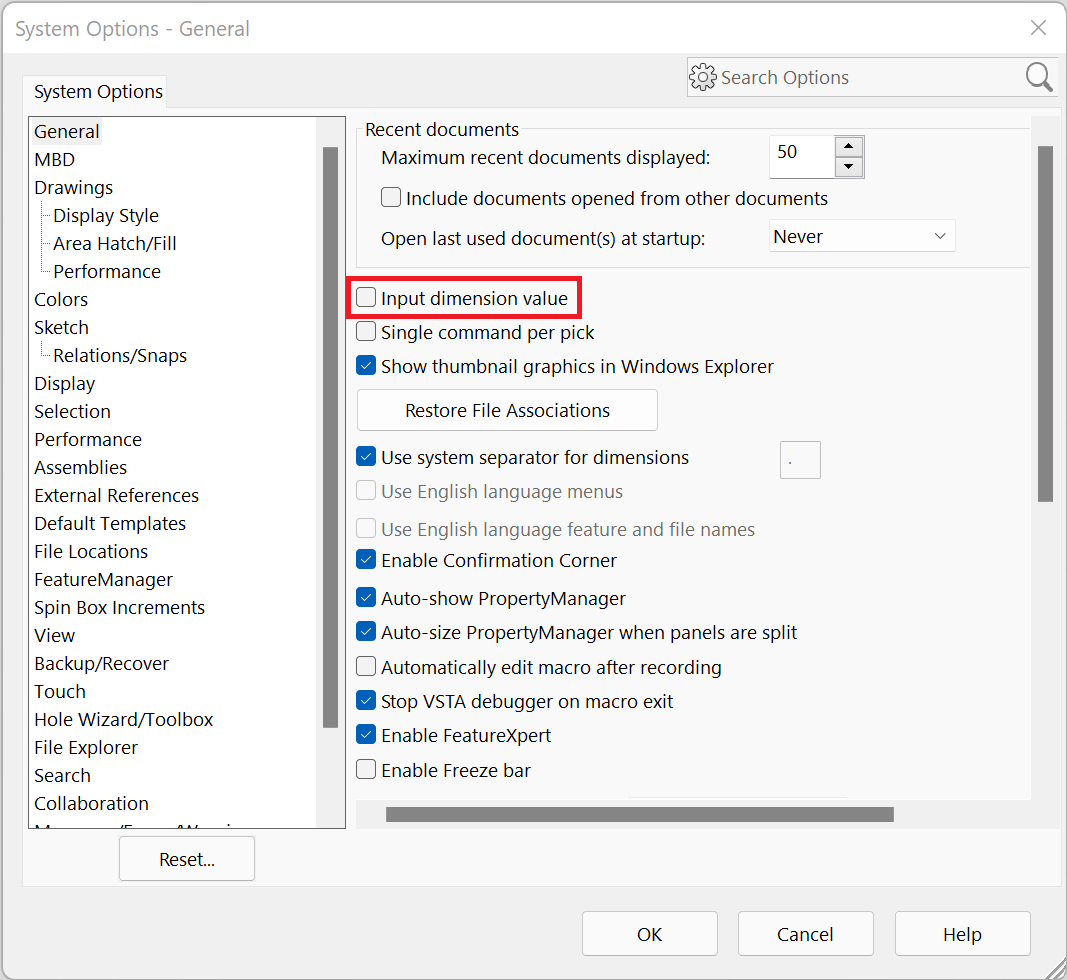 System Options - General
Search Options
System Options
General
MBD
Drawings
Display Style
Area Hatch/Fill
Performance
Colors
Sketch
Relations/Snaps
Display
Selection
Performance
Assemblies
External References
Default Templates
File Locations
FeatureManager
Spin Box Increments
View
Backup/Recover
Touch
Hole Wizard/Toolbox
File Explorer
Search
Collaboration
Reset...
Recent documents
Maximum recent documents displayed: 50
Include documents opened from other documents
Open last used document(s) at startup: Never
Input dimension value
Single command per pick
Show thumbnail graphics in Windows Explorer
Restore File Associations
Use system separator for dimensions .
Use English language menus
Use English language feature and file names
Enable Confirmation Corner
Auto-show PropertyManager
Auto-size PropertyManager when panels are split
Automatically edit macro after recording
Stop VSTA debugger on macro exit
Enable FeatureXpert
Enable Freeze bar
OK Cancel Help